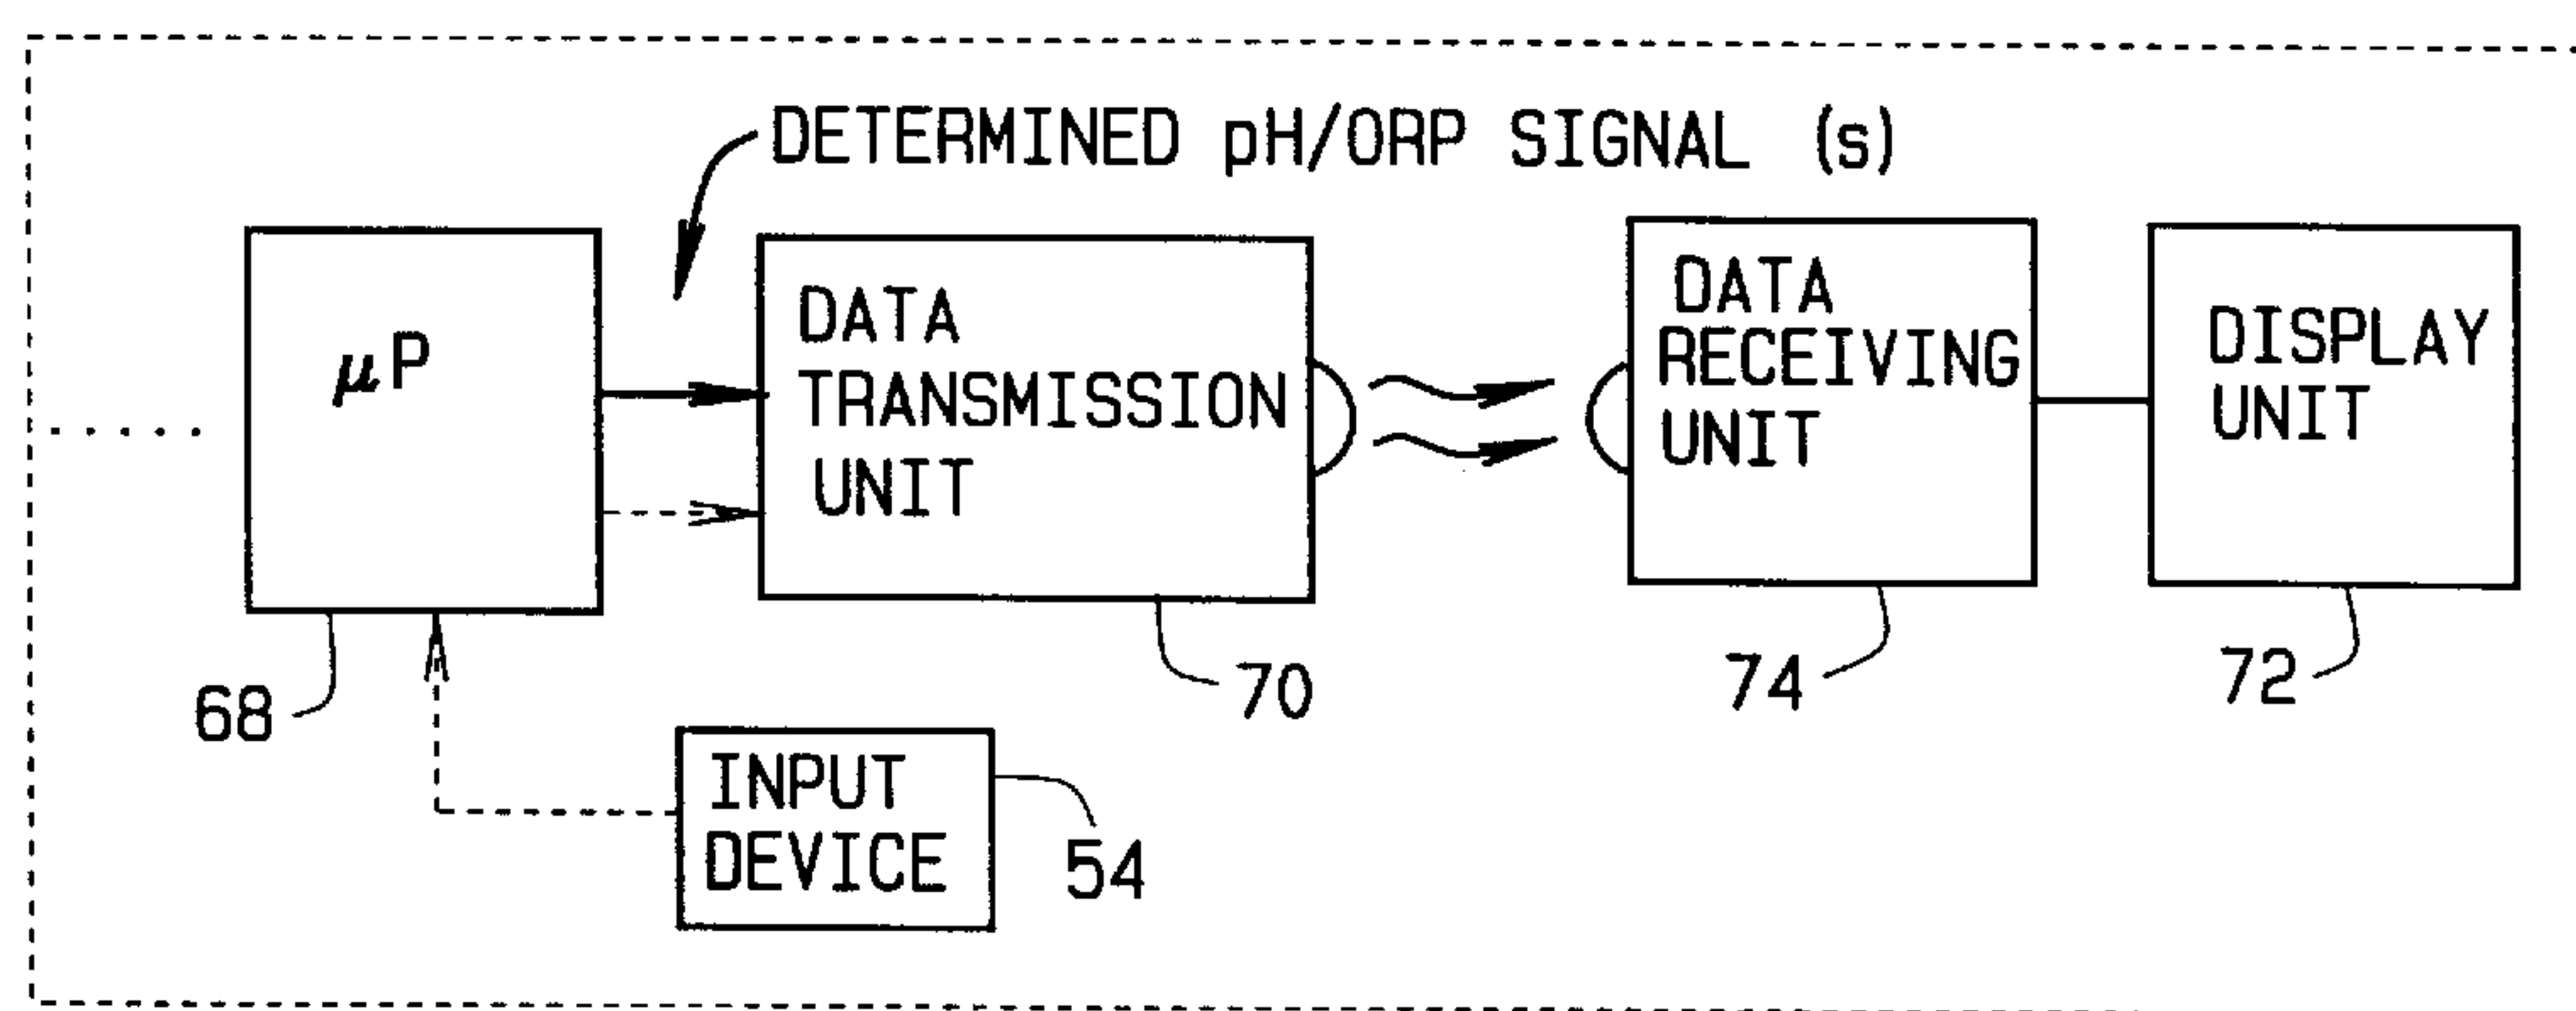 DETERMINED pH/ORP SIGNAL (s)
μP
DATA
TRANSMISSION
UNIT
DATA
RECEIVING
UNIT
DISPLAY
UNIT
68
70
74
72
INPUT
DEVICE
54